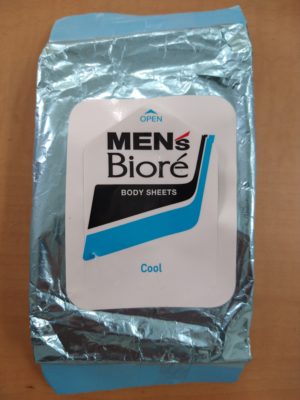 OPEN
MEN's
Bioré
BODY SHEETS
Cool